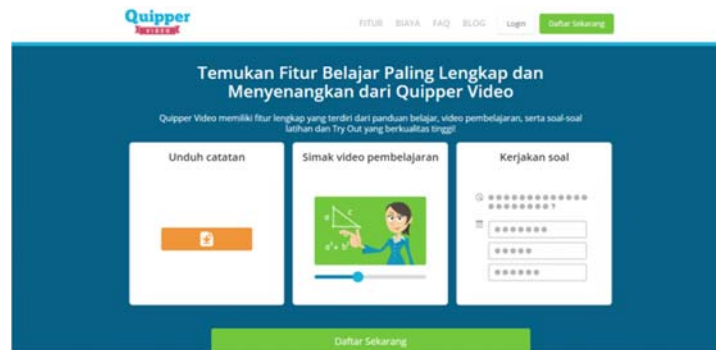 Quipper
VIDEO
FITUR BIAYA FAQ BLOG Login Daftar Sekarang
Temukan Fitur Belajar Paling Lengkap dan
Menyenangkan dari Quipper Video
Quipper Video memiliki fitur lengkap yang terdiri dari panduan belajar, video pembelajaran, serta soal-soal
latihan dan Try Out yang berkualitas tinggi!
Unduh catatan
Simak video pembelajaran
Kerjakan soal
a c
a² + b²
?
Daftar Sekarang